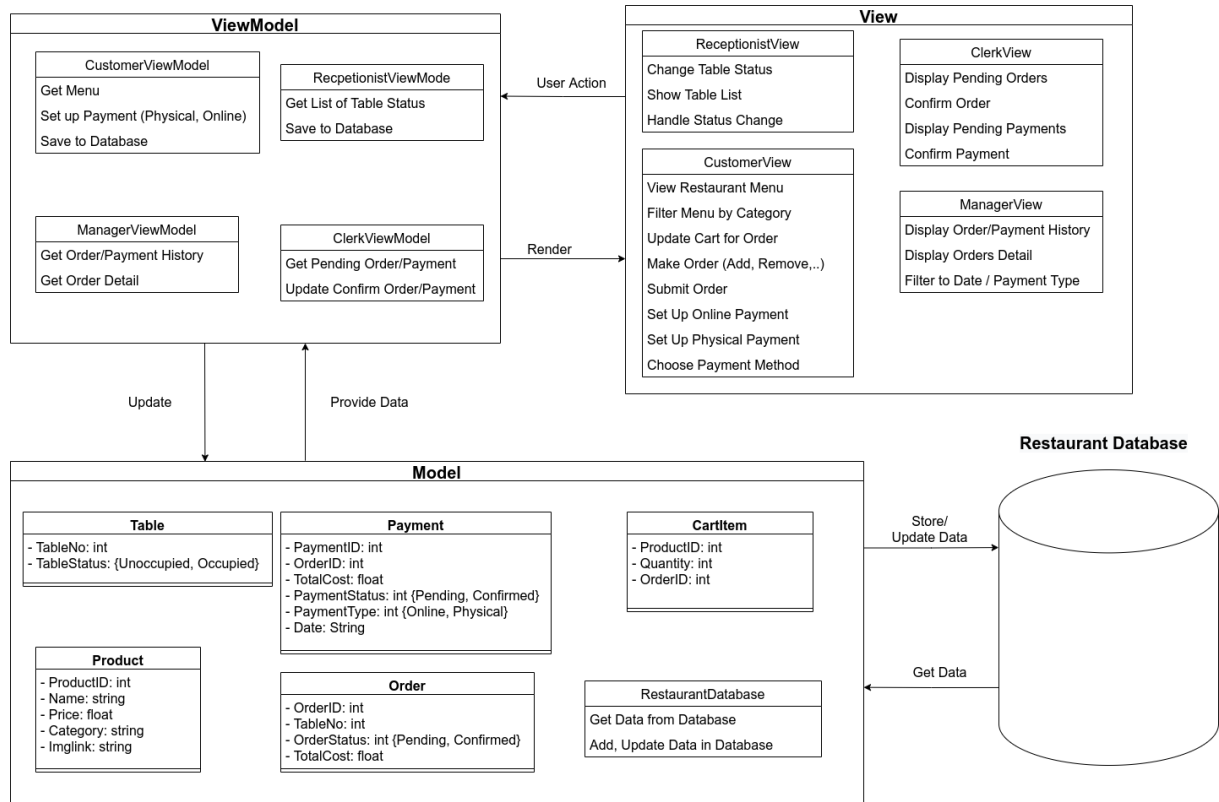 ViewModel
CustomerViewModel
Get Menu
Set up Payment (Physical, Online)
Save to Database
RecpetionistViewMode
Get List of Table Status
Save to Database
ManagerViewModel
Get Order/Payment History
Get Order Detail
ClerkViewModel
Get Pending Order/Payment
Update Confirm Order/Payment
User Action
Render
View
ReceptionistView
Change Table Status
Show Table List
Handle Status Change
ClerkView
Display Pending Orders
Confirm Order
Display Pending Payments
Confirm Payment
CustomerView
View Restaurant Menu
Filter Menu by Category
Update Cart for Order
Make Order (Add, Remove,..)
Submit Order
Set Up Online Payment
Set Up Physical Payment
Choose Payment Method
ManagerView
Display Order/Payment History
Display Orders Detail
Filter to Date / Payment Type
Update
Provide Data
Model
Table
- TableNo: int
- TableStatus: {Unoccupied, Occupied}
Payment
- PaymentID: int
- OrderID: int
- TotalCost: float
- PaymentStatus: int {Pending, Confirmed}
- PaymentType: int {Online, Physical}
- Date: String
CartItem
- ProductID: int
- Quantity: int
- OrderID: int
Product
- ProductID: int
- Name: string
- Price: float
- Category: string
- Imglink: string
Order
- OrderID: int
- TableNo: int
- OrderStatus: int {Pending, Confirmed}
- TotalCost: float
RestaurantDatabase
Get Data from Database
Add, Update Data in Database
Store/
Update Data
Get Data
Restaurant Database